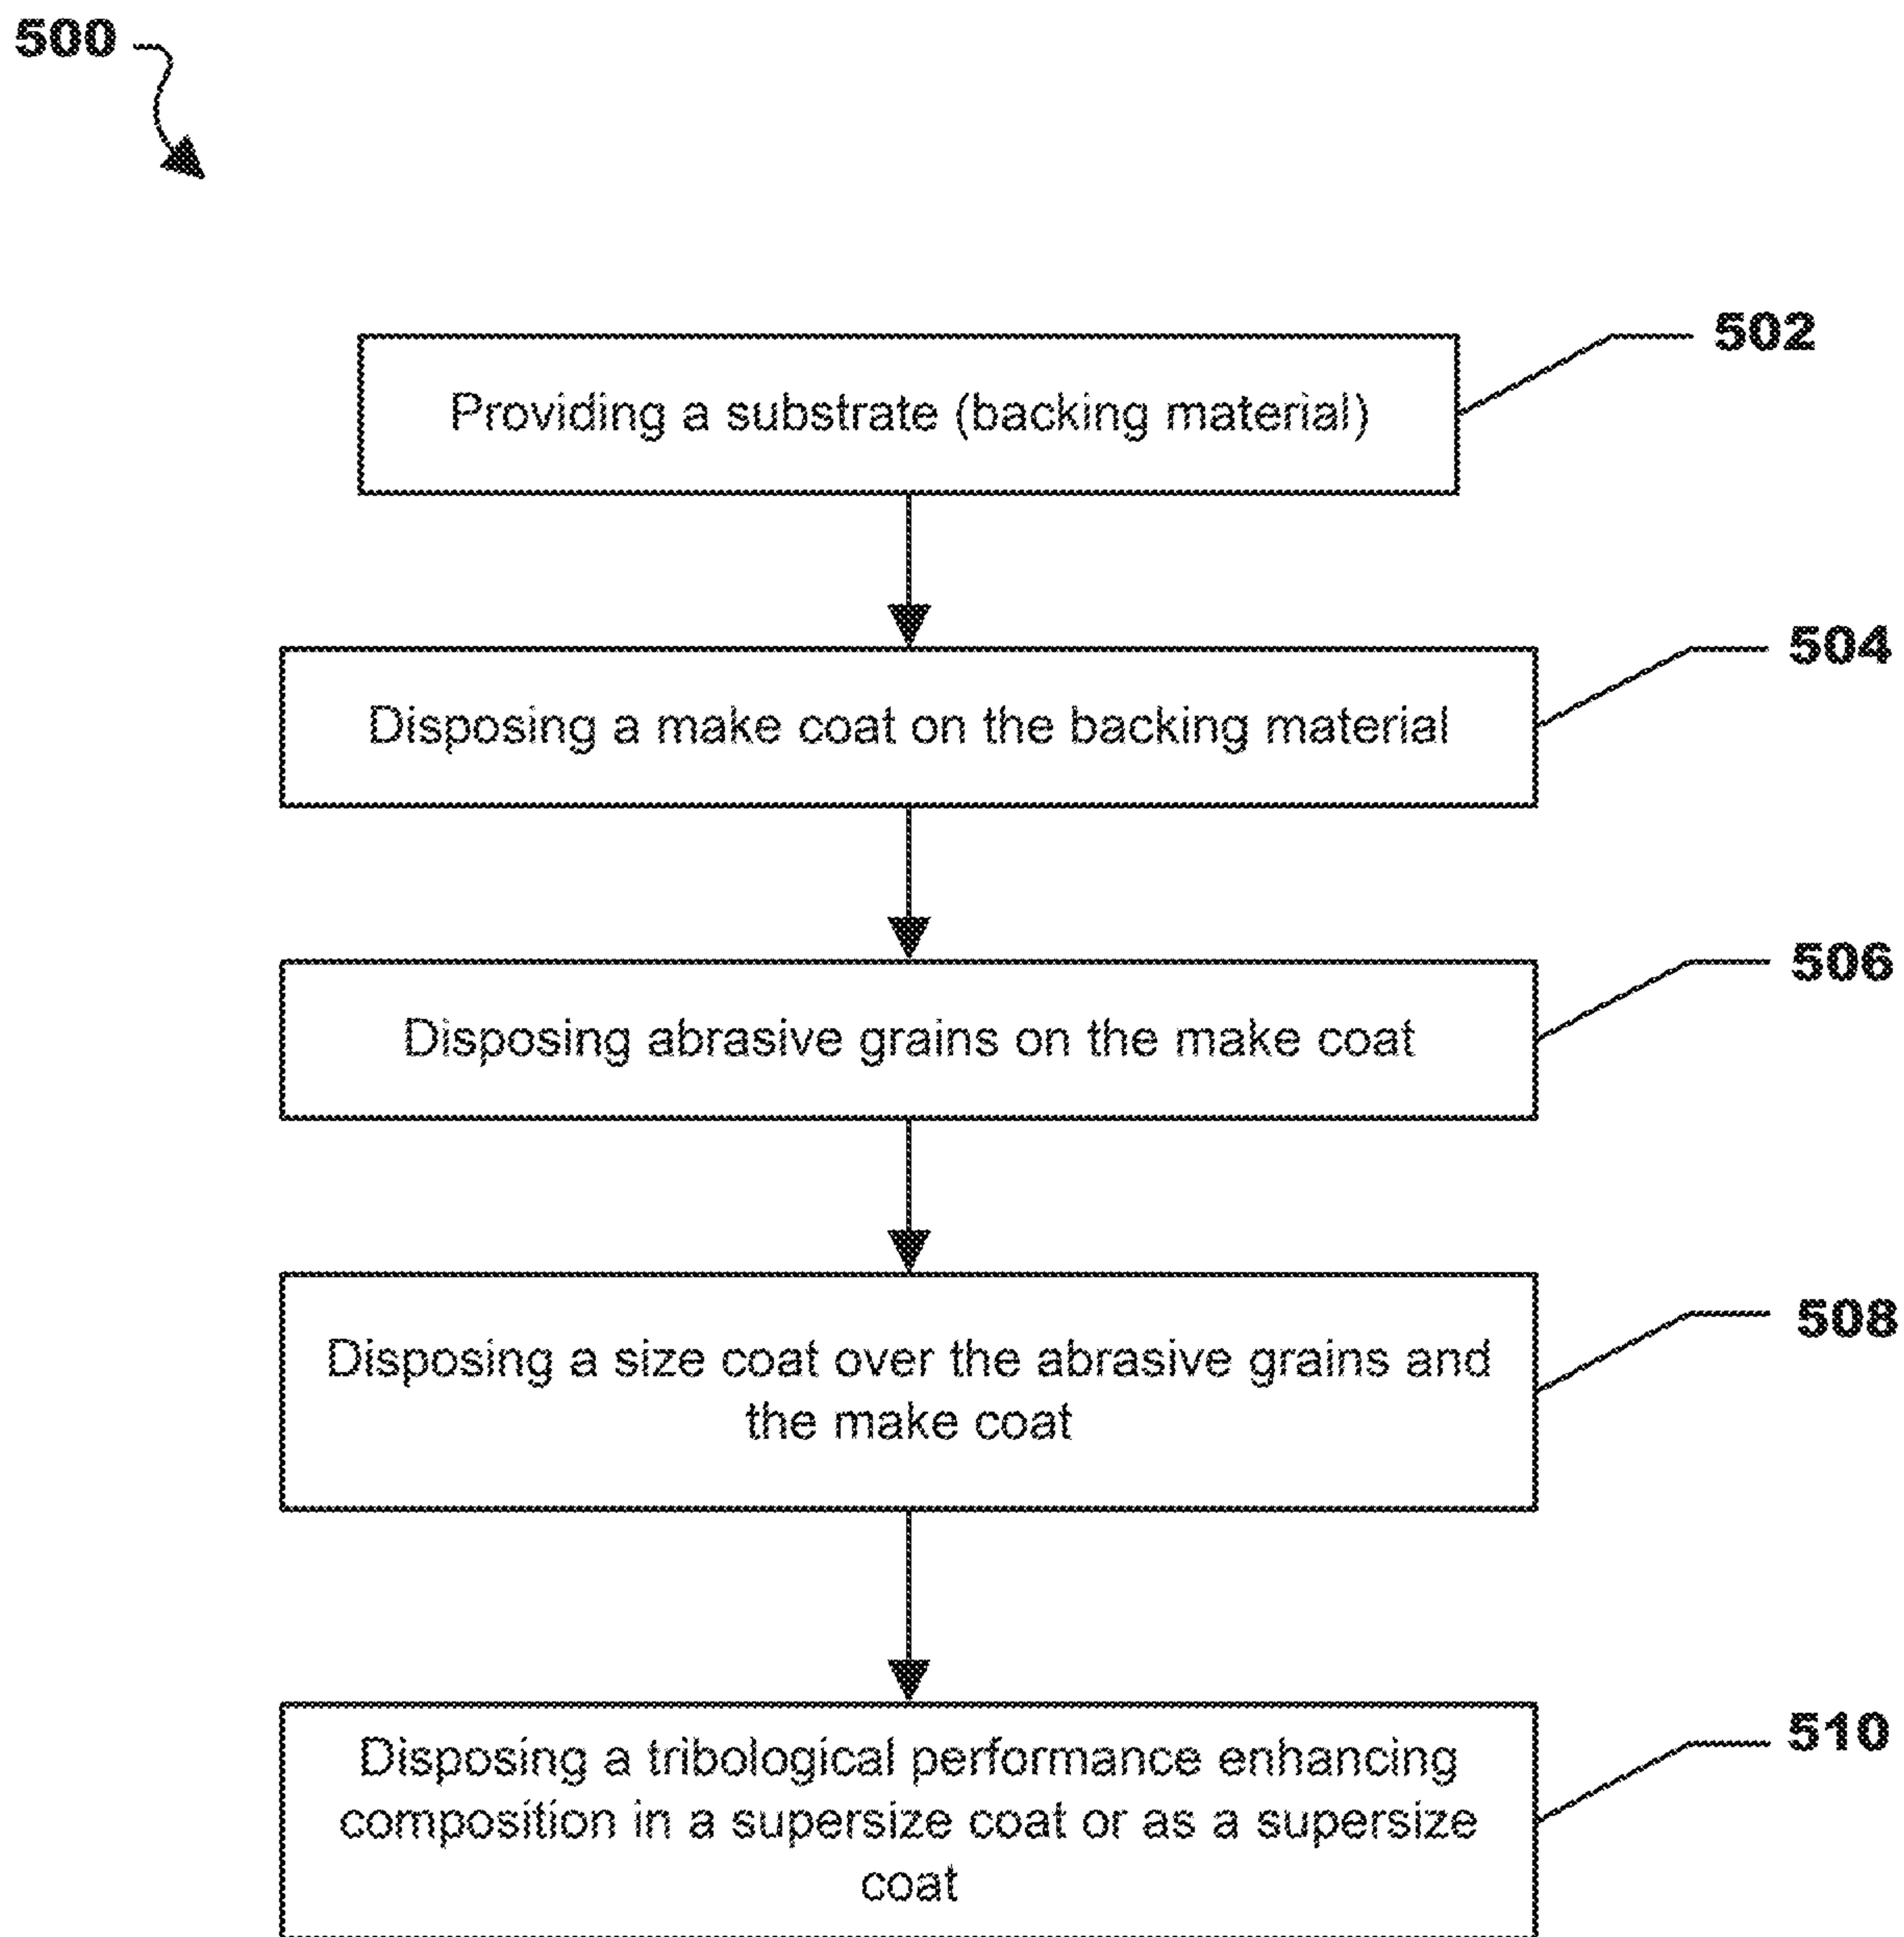 500
502
Providing a substrate (backing material)
504
Disposing a make coat on the backing material
506
Disposing abrasive grains on the make coat
508
Disposing a size coat over the abrasive grains and
the make coat
510
Disposing a tribological performance enhancing
composition in a supersize coat or as a supersize
coat